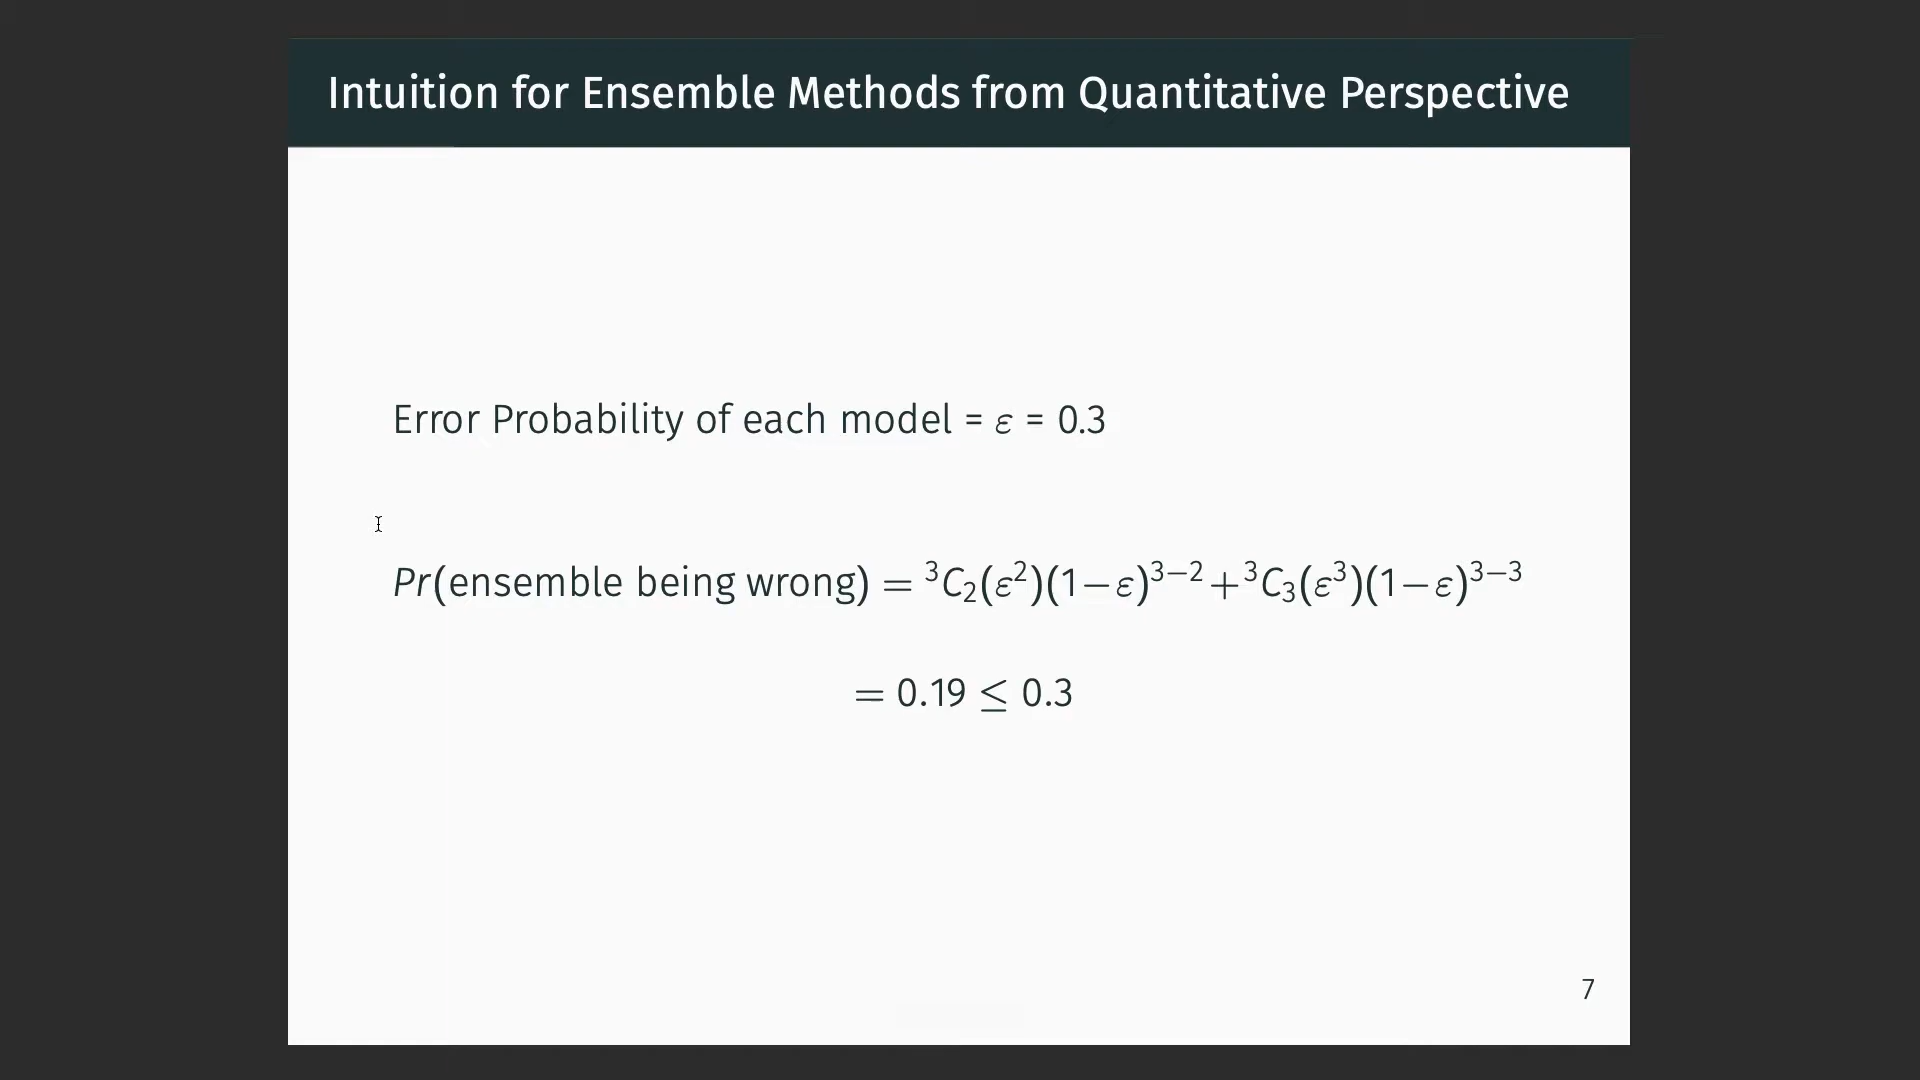 Intuition for Ensemble Methods from Quantitative Perspective
Error Probability of each model = ε = 0.3
Pr(ensemble being wrong) = ³C₂(ε²)(1−ε)³⁻²+³C₃(ε³)(1−ε)³⁻³
= 0.19 ≤ 0.3
7